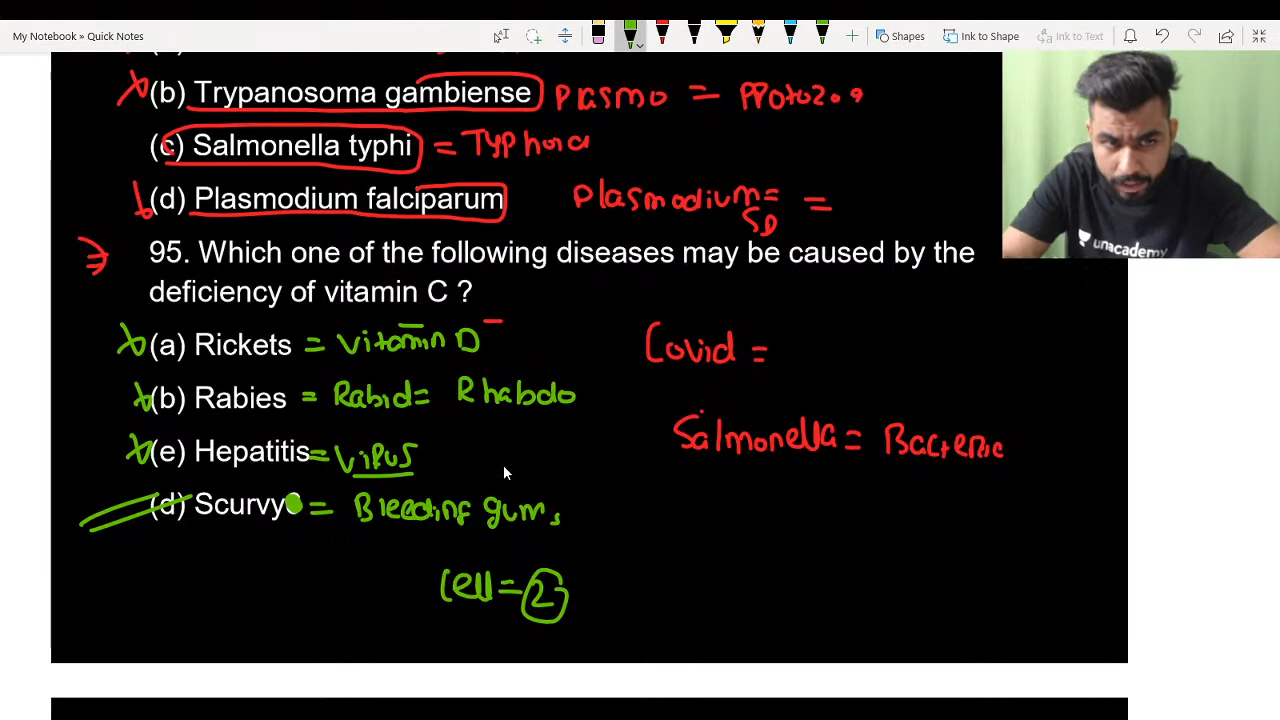 My Notebook » Quick Notes
Shapes
Ink to Shape
Ink to Text
(b) Trypanosoma gambiense Plasmo = PRotozoa
(c) Salmonella typhi = Typhoid
(d) Plasmodium falciparum Plasmodium = =
unacademy
95. Which one of the following diseases may be caused by the
deficiency of vitamin C ?
(a) Rickets = Vitamin D
Covid =
(b) Rabies = Rabid = Rhabdo
Salmonella = Bacteria
(e) Hepatitis = Virus
(d) Scurvy = Bleeding gums
Cell = 2